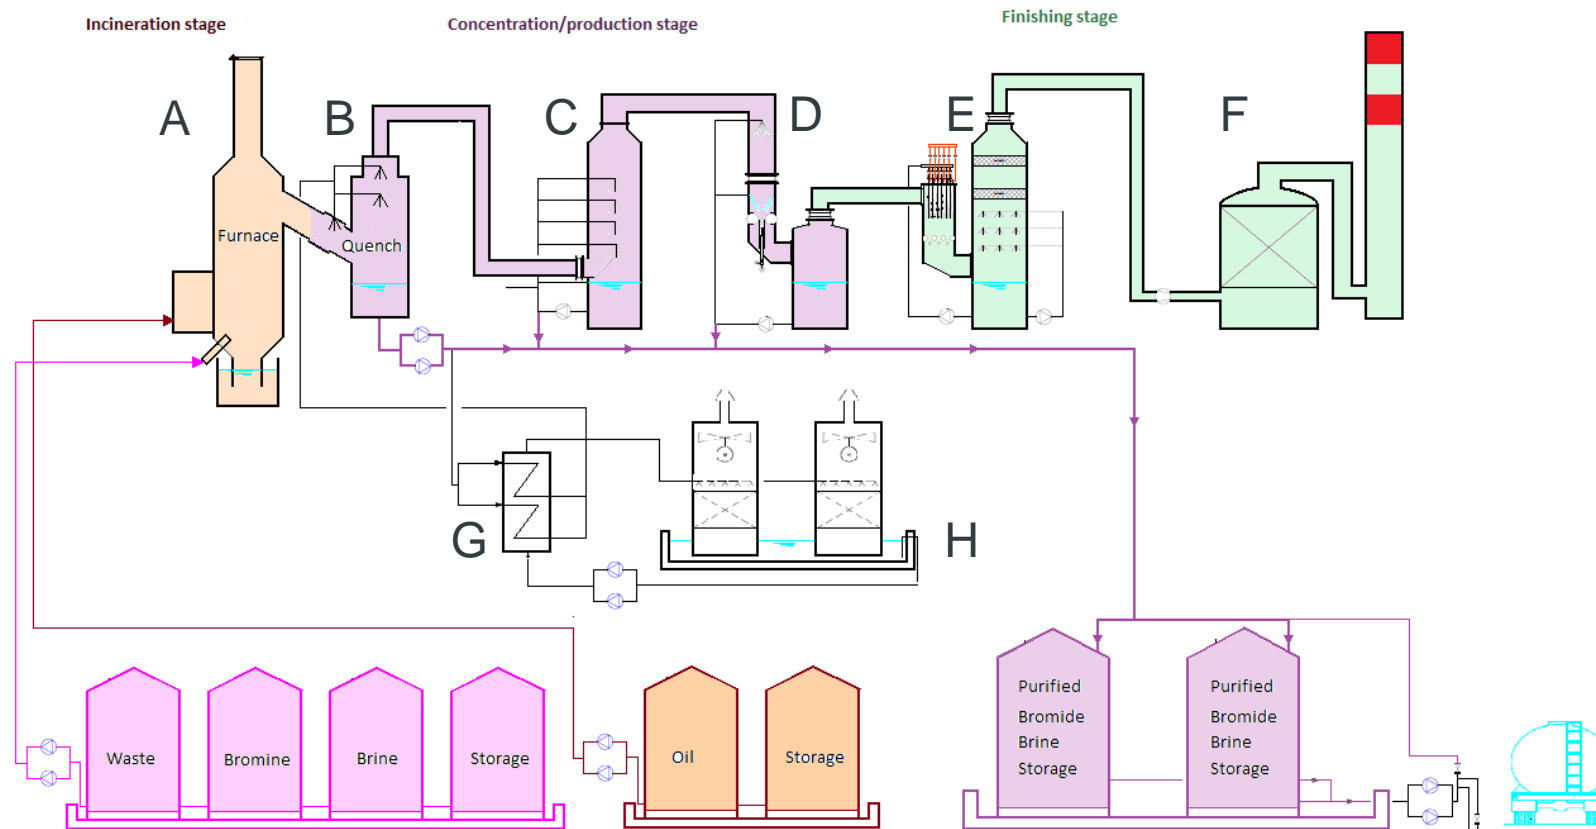 Incineration stage
Concentration/production stage
Finishing stage
A
B
C
D
E
F
Furnace
Quench
G
H
Waste
Bromine
Brine
Storage
Oil
Storage
Purified
Bromide
Brine
Storage
Purified
Bromide
Brine
Storage